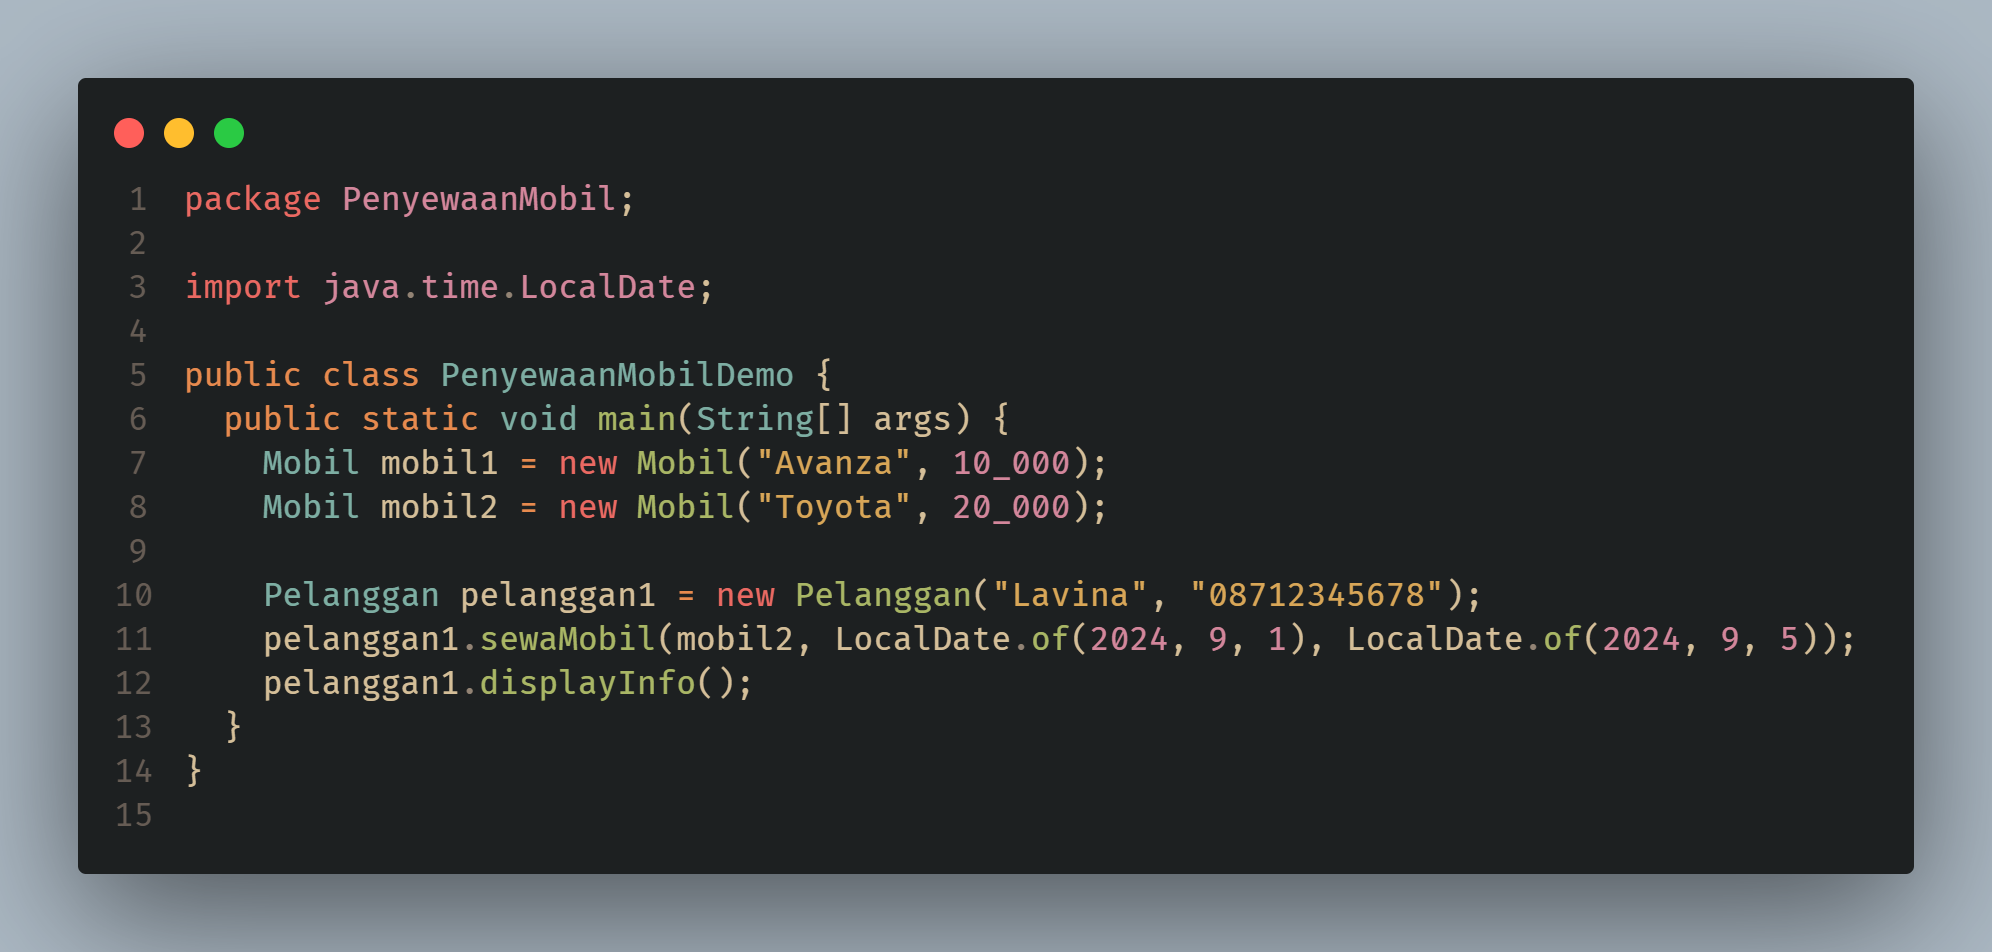 1 package PenyewaanMobil;
2
3 import java.time.LocalDate;
4
5 public class PenyewaanMobilDemo {
6   public static void main(String[] args) {
7     Mobil mobil1 = new Mobil("Avanza", 10_000);
8     Mobil mobil2 = new Mobil("Toyota", 20_000);
9
10     Pelanggan pelanggan1 = new Pelanggan("Lavina", "08712345678");
11     pelanggan1.sewaMobil(mobil2, LocalDate.of(2024, 9, 1), LocalDate.of(2024, 9, 5));
12     pelanggan1.displayInfo();
13   }
14 }
15